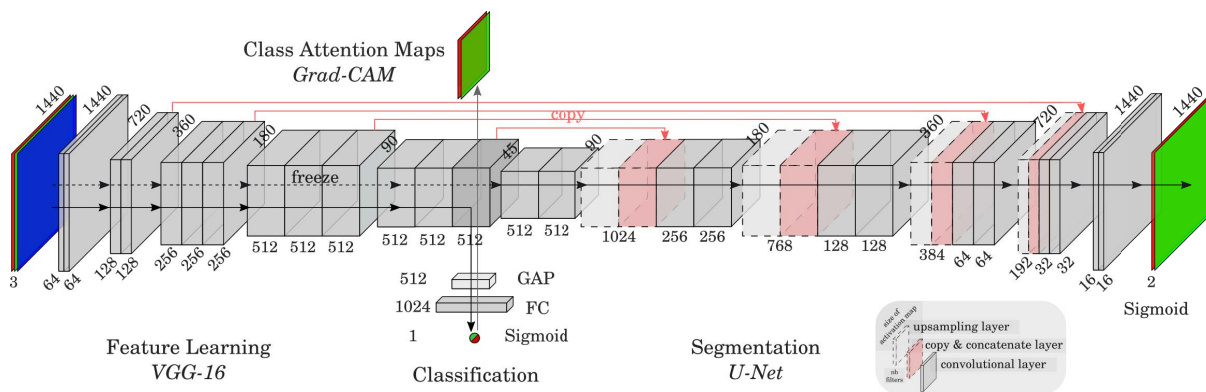 Class Attention Maps
Grad-CAM
1440
1440
720
360
180
90
45
90
180
360
720
1440
1440
copy
freeze
3
64
64
128
128
256
256
256
512
512
512
512
512
512
512
512
1024
256
256
768
128
128
384
64
64
192
32
32
16
16
2
Sigmoid
512
GAP
1024
FC
1
Sigmoid
Feature Learning
VGG-16
Classification
Segmentation
U-Net
size of
activation map
upsampling layer
copy & concatenate layer
convolutional layer
nb
filters